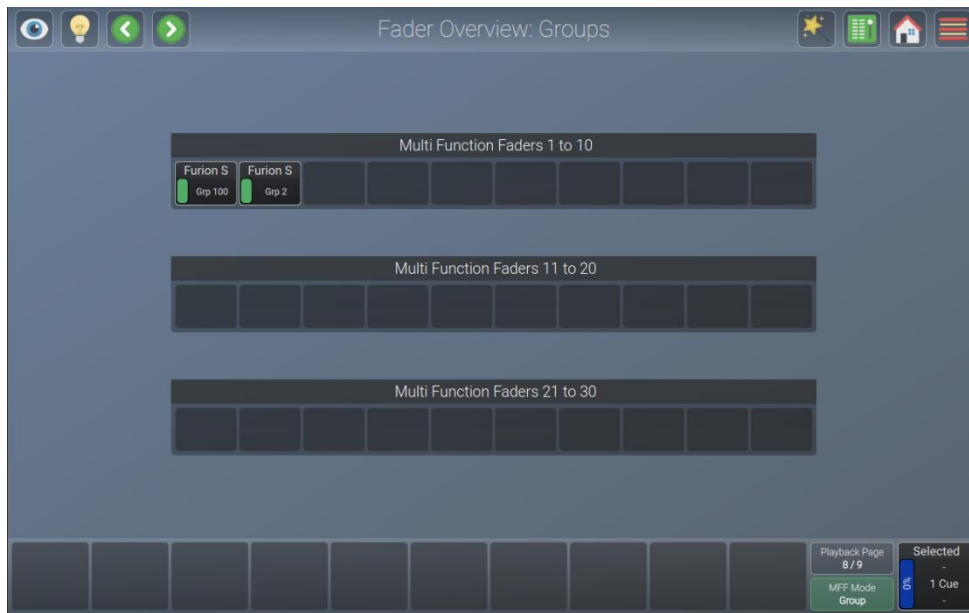 Fader Overview: Groups
Multi Function Faders 1 to 10
Furion S
Grp 100
Furion S
Grp 2
Multi Function Faders 11 to 20
Multi Function Faders 21 to 30
Playback Page
8 / 9
MFF Mode
Group
Selected
-
0%
1 Cue
-